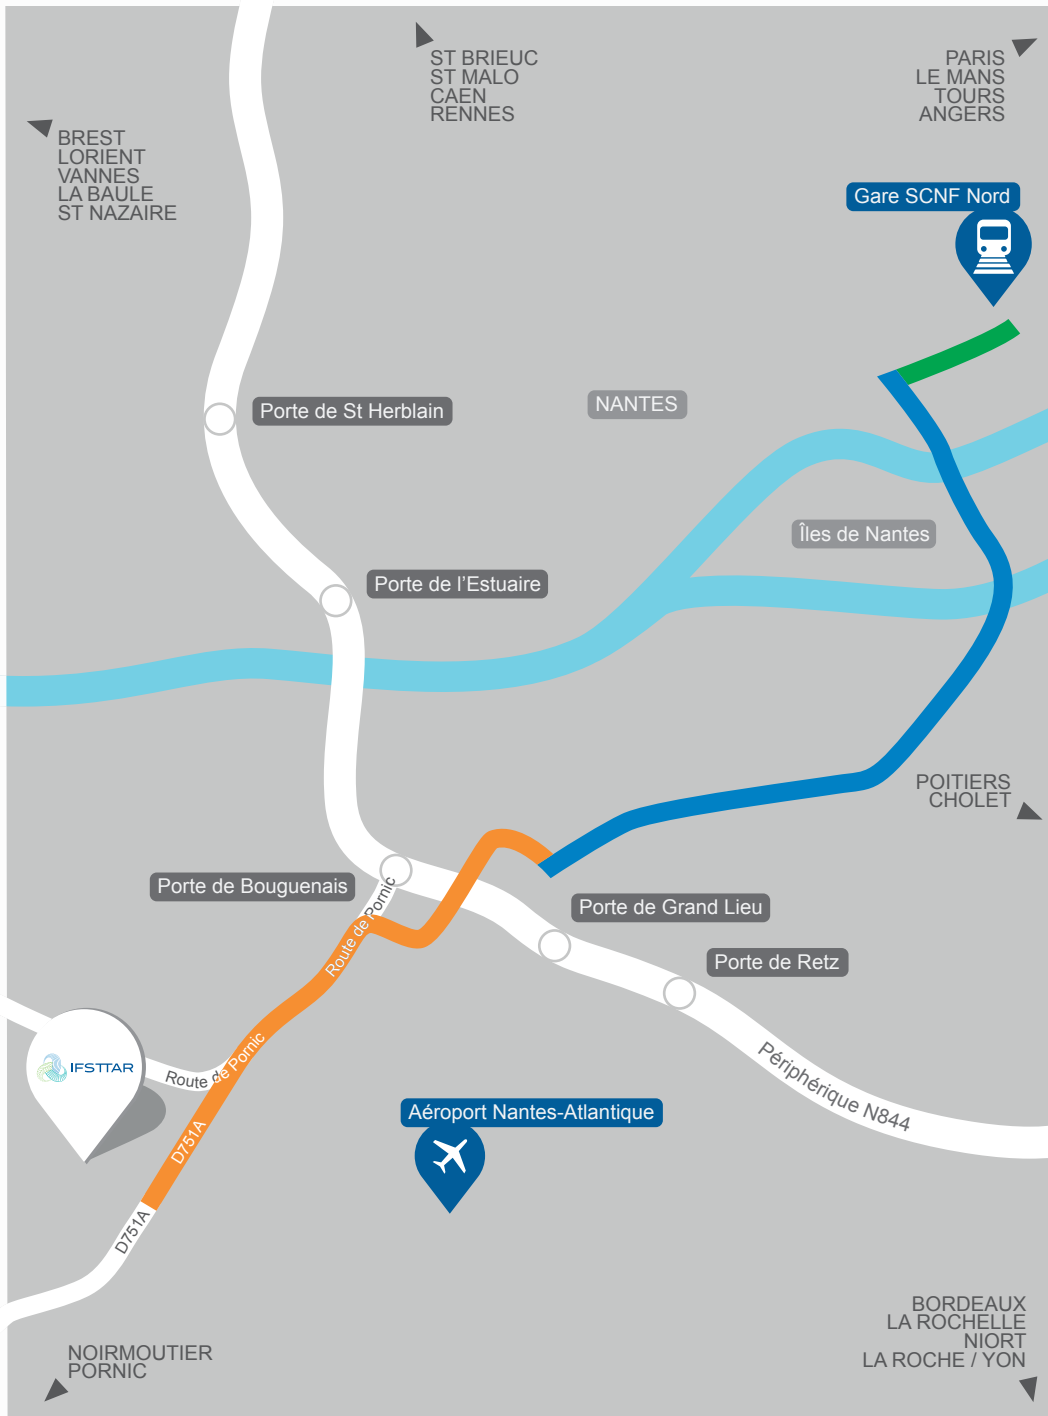 ST BRIEUC
ST MALO
CAEN
RENNES
PARIS
LE MANS
TOURS
ANGERS
BREST
LORIENT
VANNES
LA BAULE
ST NAZAIRE
Gare SCNF Nord
NANTES
Porte de St Herblain
Îles de Nantes
Porte de l’Estuaire
POITIERS
CHOLET
Porte de Bouguenais
Route de Pornic
Porte de Grand Lieu
Porte de Retz
IFSTTAR
Route de Pornic
Périphérique N844
Aéroport Nantes-Atlantique
D751A
D751A
BORDEAUX
LA ROCHELLE
NIORT
LA ROCHE / YON
NOIRMOUTIER
PORNIC